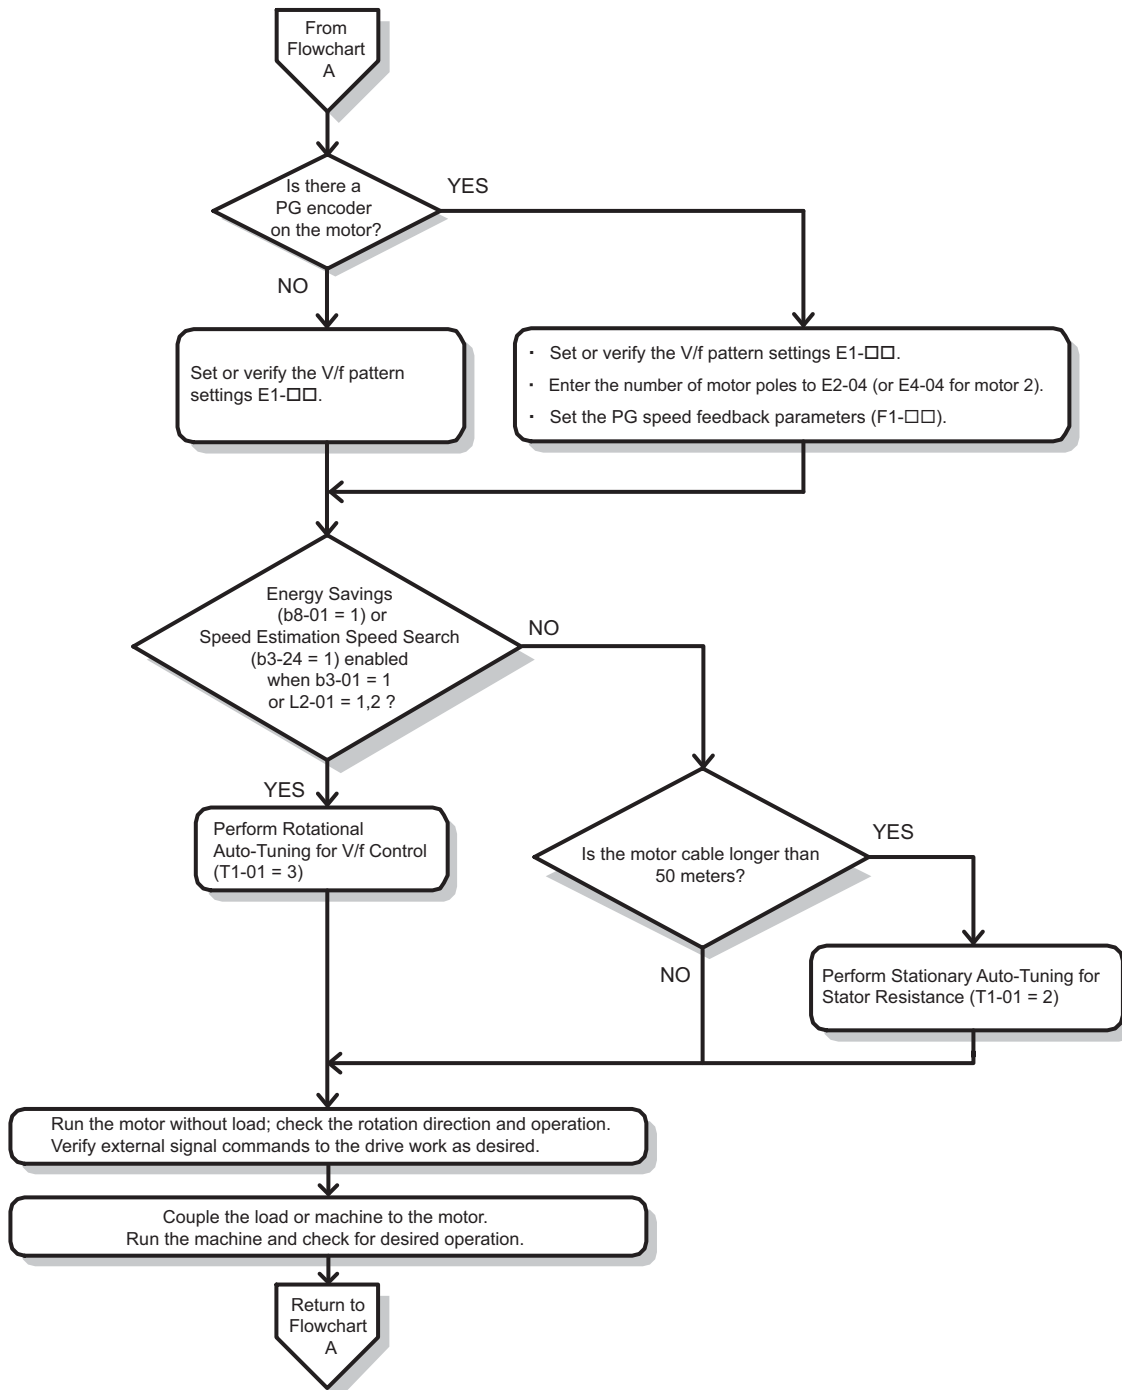 From
Flowchart
A
Is there a
PG encoder
on the motor?
YES
NO
Set or verify the V/f pattern
settings E1-□□.
· Set or verify the V/f pattern settings E1-□□.
· Enter the number of motor poles to E2-04 (or E4-04 for motor 2).
· Set the PG speed feedback parameters (F1-□□).
Energy Savings
(b8-01 = 1) or
Speed Estimation Speed Search
(b3-24 = 1) enabled
when b3-01 = 1
or L2-01 = 1,2 ?
NO
YES
Perform Rotational
Auto-Tuning for V/f Control
(T1-01 = 3)
Is the motor cable longer than
50 meters?
YES
NO
Perform Stationary Auto-Tuning for
Stator Resistance (T1-01 = 2)
Run the motor without load; check the rotation direction and operation.
Verify external signal commands to the drive work as desired.
Couple the load or machine to the motor.
Run the machine and check for desired operation.
Return to
Flowchart
A